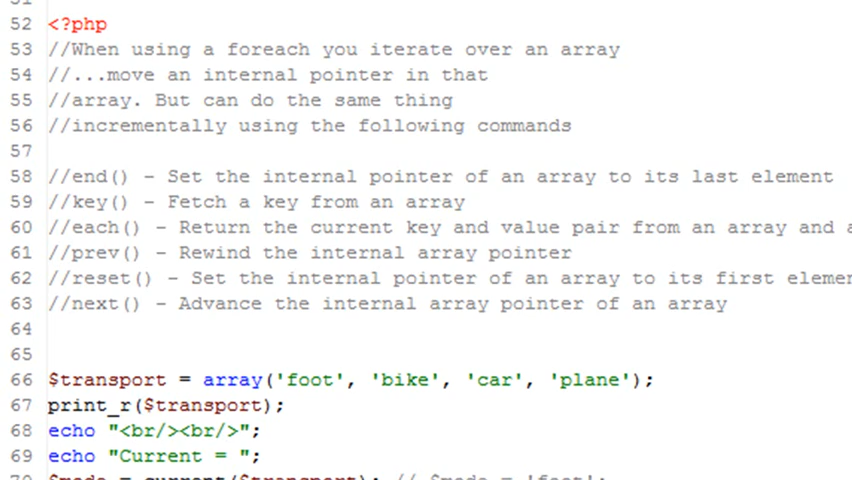 52 <?php
53 //When using a foreach you iterate over an array
54 //...move an internal pointer in that
55 //array. But can do the same thing
56 //incrementally using the following commands
57
58 //end() - Set the internal pointer of an array to its last element
59 //key() - Fetch a key from an array
60 //each() - Return the current key and value pair from an array and a
61 //prev() - Rewind the internal array pointer
62 //reset() - Set the internal pointer of an array to its first elemen
63 //next() - Advance the internal array pointer of an array
64
65
66 $transport = array('foot', 'bike', 'car', 'plane');
67 print_r($transport);
68 echo "<br/><br/>";
69 echo "Current = ";
70 $mode = current($transport); // $mode = 'foot';